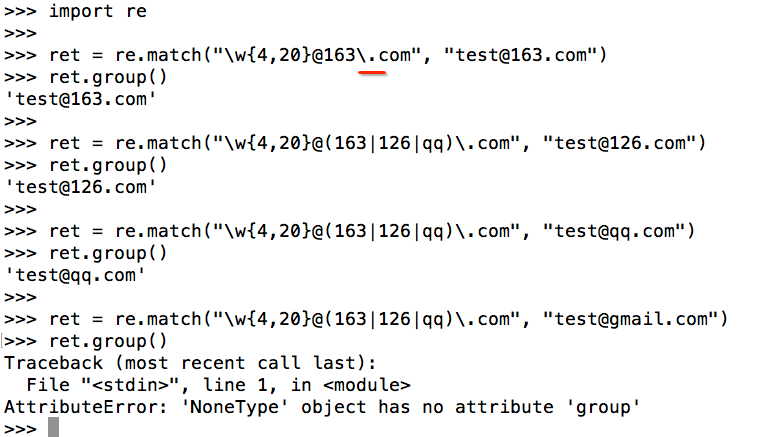 >>> import re
>>>
>>> ret = re.match("\w{4,20}@163\.com", "test@163.com")
>>> ret.group()
'test@163.com'
>>>
>>> ret = re.match("\w{4,20}@(163|126|qq)\.com", "test@126.com")
>>> ret.group()
'test@126.com'
>>>
>>> ret = re.match("\w{4,20}@(163|126|qq)\.com", "test@qq.com")
>>> ret.group()
'test@qq.com'
>>>
>>> ret = re.match("\w{4,20}@(163|126|qq)\.com", "test@gmail.com")
>>> ret.group()
Traceback (most recent call last):
  File "<stdin>", line 1, in <module>
AttributeError: 'NoneType' object has no attribute 'group'
>>>